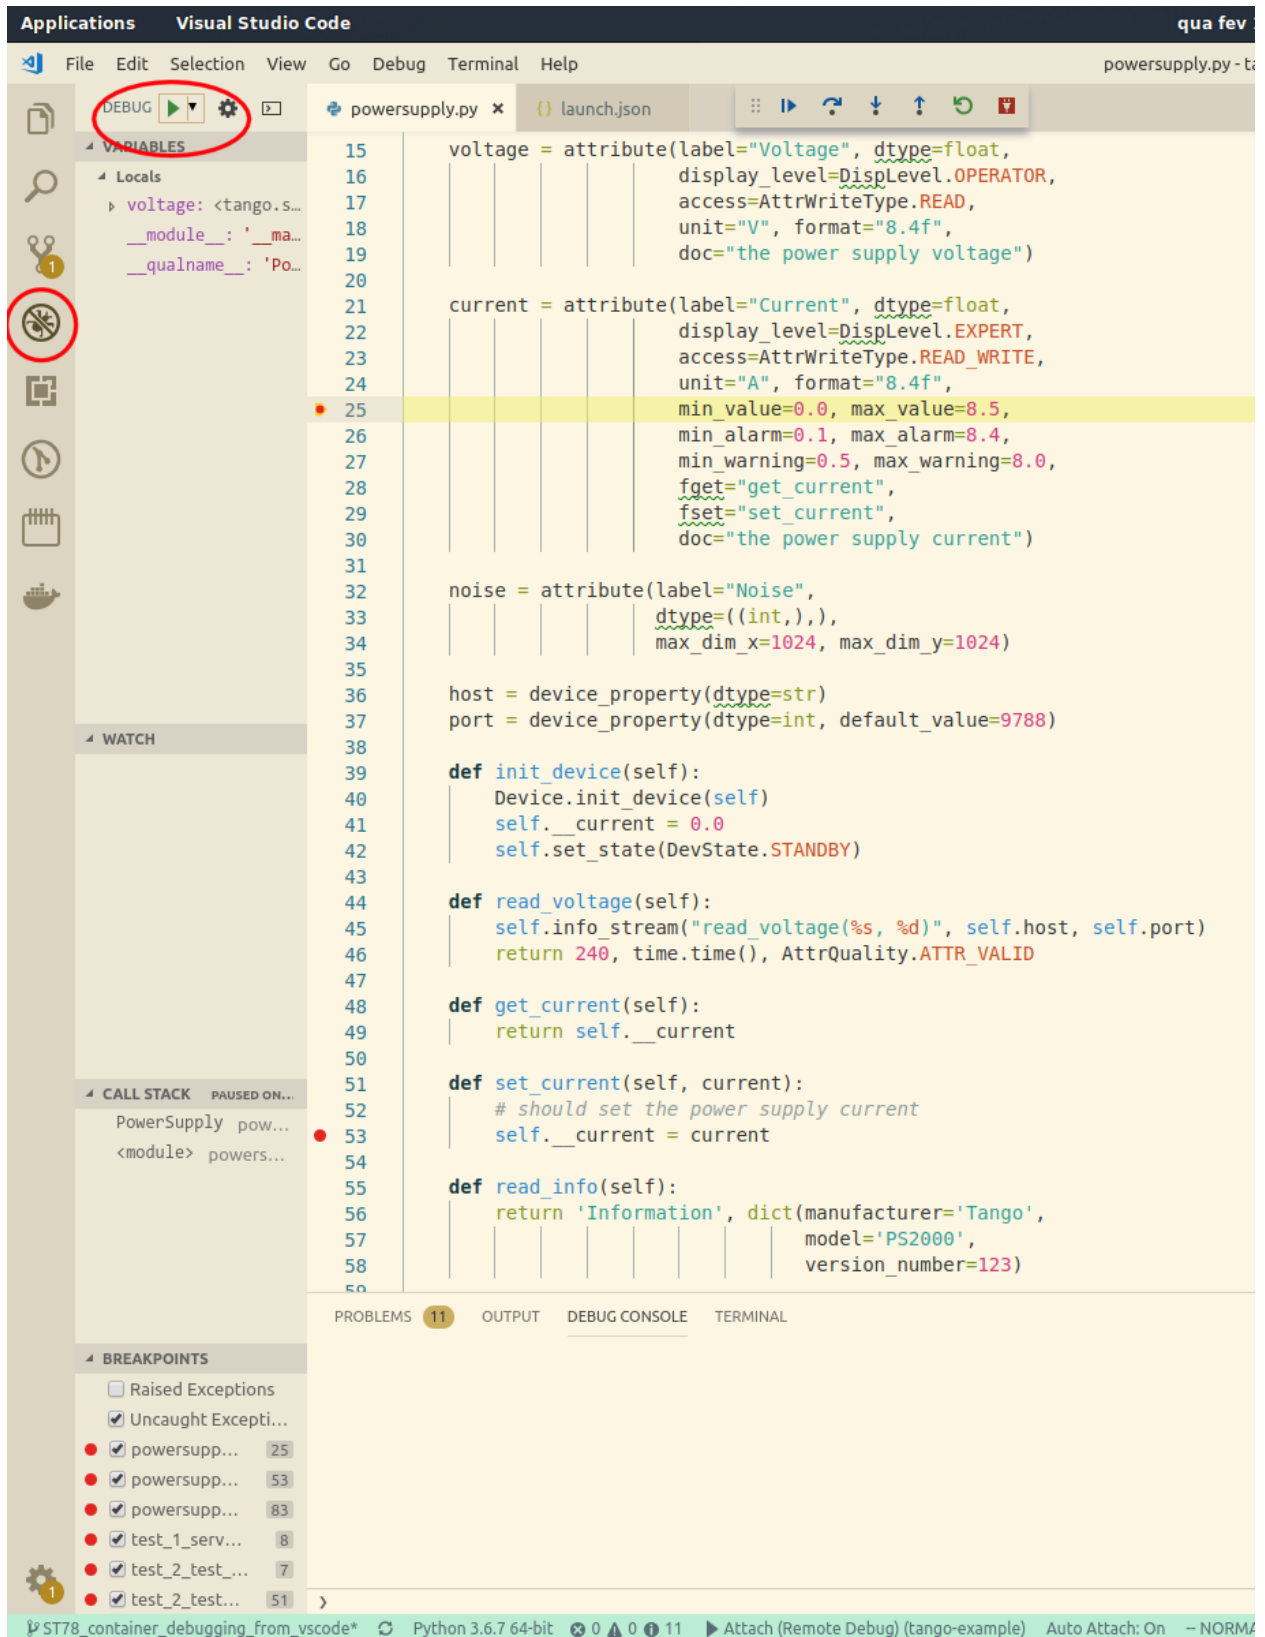 Applications Visual Studio Code qua fev
File Edit Selection View Go Debug Terminal Help powersupply.py - ta
DEBUG
powersupply.py × {} launch.json
VARIABLES
Locals
voltage: <tango.s…
__module__: '__ma…
__qualname__: 'Po…
15 voltage = attribute(label="Voltage", dtype=float,
16 display_level=DispLevel.OPERATOR,
17 access=AttrWriteType.READ,
18 unit="V", format="8.4f",
19 doc="the power supply voltage")
20
21 current = attribute(label="Current", dtype=float,
22 display_level=DispLevel.EXPERT,
23 access=AttrWriteType.READ_WRITE,
24 unit="A", format="8.4f",
25 min_value=0.0, max_value=8.5,
26 min_alarm=0.1, max_alarm=8.4,
27 min_warning=0.5, max_warning=8.0,
28 fget="get_current",
29 fset="set_current",
30 doc="the power supply current")
31
32 noise = attribute(label="Noise",
33 dtype=((int,),),
34 max_dim_x=1024, max_dim_y=1024)
35
36 host = device_property(dtype=str)
37 port = device_property(dtype=int, default_value=9788)
38
39 def init_device(self):
40 Device.init_device(self)
41 self.__current = 0.0
42 self.set_state(DevState.STANDBY)
43
44 def read_voltage(self):
45 self.info_stream("read_voltage(%s, %d)", self.host, self.port)
46 return 240, time.time(), AttrQuality.ATTR_VALID
47
48 def get_current(self):
49 return self.__current
50
51 def set_current(self, current):
52 # should set the power supply current
53 self.__current = current
54
55 def read_info(self):
56 return 'Information', dict(manufacturer='Tango',
57 model='PS2000',
58 version_number=123)
59
1
WATCH
CALL STACK PAUSED ON…
PowerSupply pow…
<module> powers…
PROBLEMS 11 OUTPUT DEBUG CONSOLE TERMINAL
BREAKPOINTS
Raised Exceptions
Uncaught Excepti…
powersupp… 25
powersupp… 53
powersupp… 83
test_1_serv… 8
test_2_test_… 7
test_2_test… 51
1
ST78_container_debugging_from_vscode* Python 3.6.7 64-bit 0 0 11 Attach (Remote Debug) (tango-example) Auto Attach: On -- NORMA